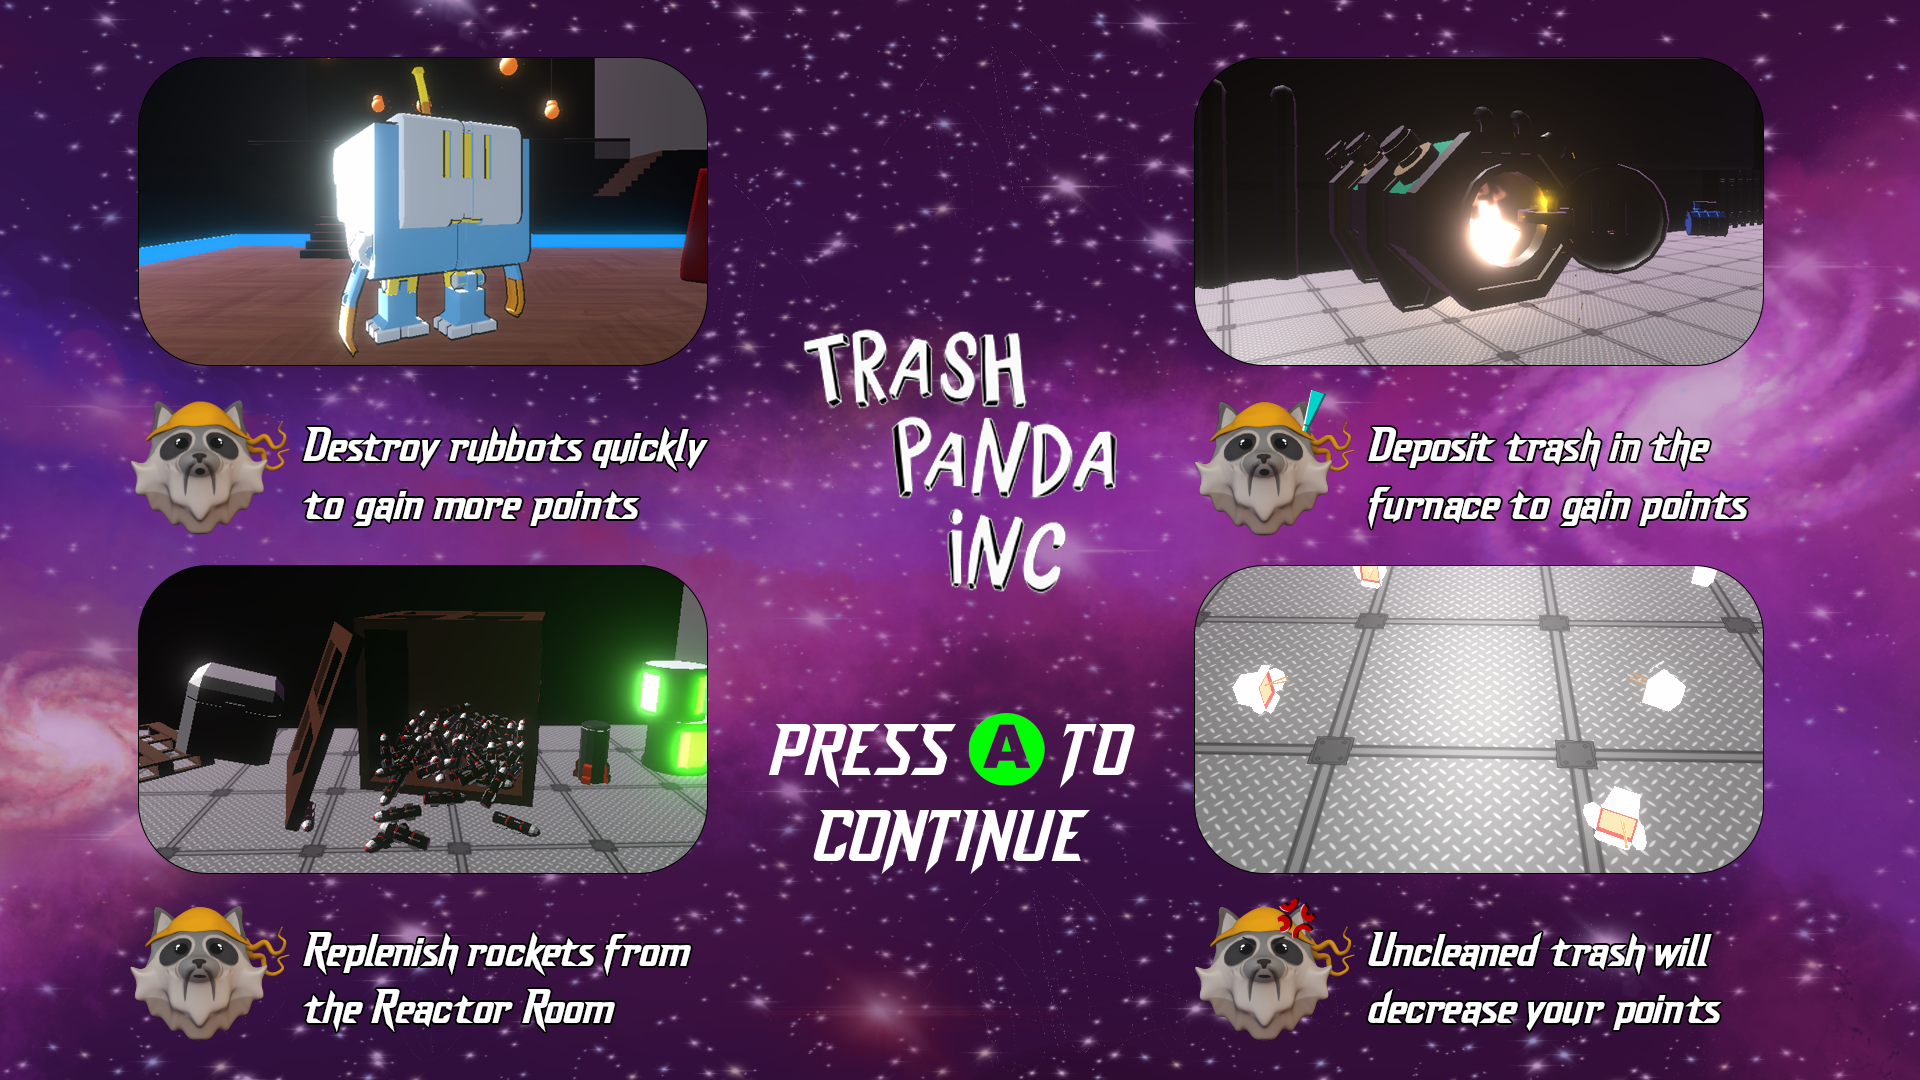 Destroy rubbots quickly
to gain more points
Replenish rockets from
the Reactor Room
TRASH
PANDA
iNC
PRESS A TO
CONTINUE
Deposit trash in the
furnace to gain points
Uncleaned trash will
decrease your points